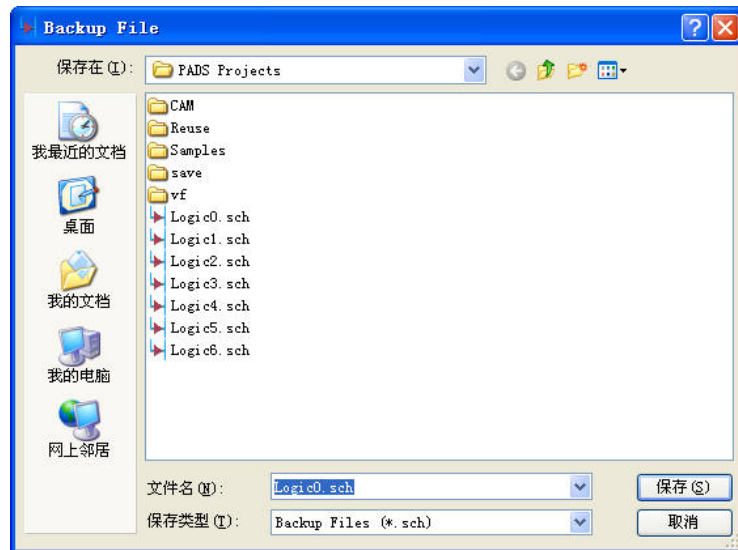 Backup File
保存在(I):
PADS Projects
我最近的文档
桌面
我的文档
我的电脑
网上邻居
CAM
Reuse
Samples
save
vf
Logic0.sch
Logic1.sch
Logic2.sch
Logic3.sch
Logic4.sch
Logic5.sch
Logic6.sch
文件名(N):
Logic0.sch
保存(S)
保存类型(T):
Backup Files (*.sch)
取消